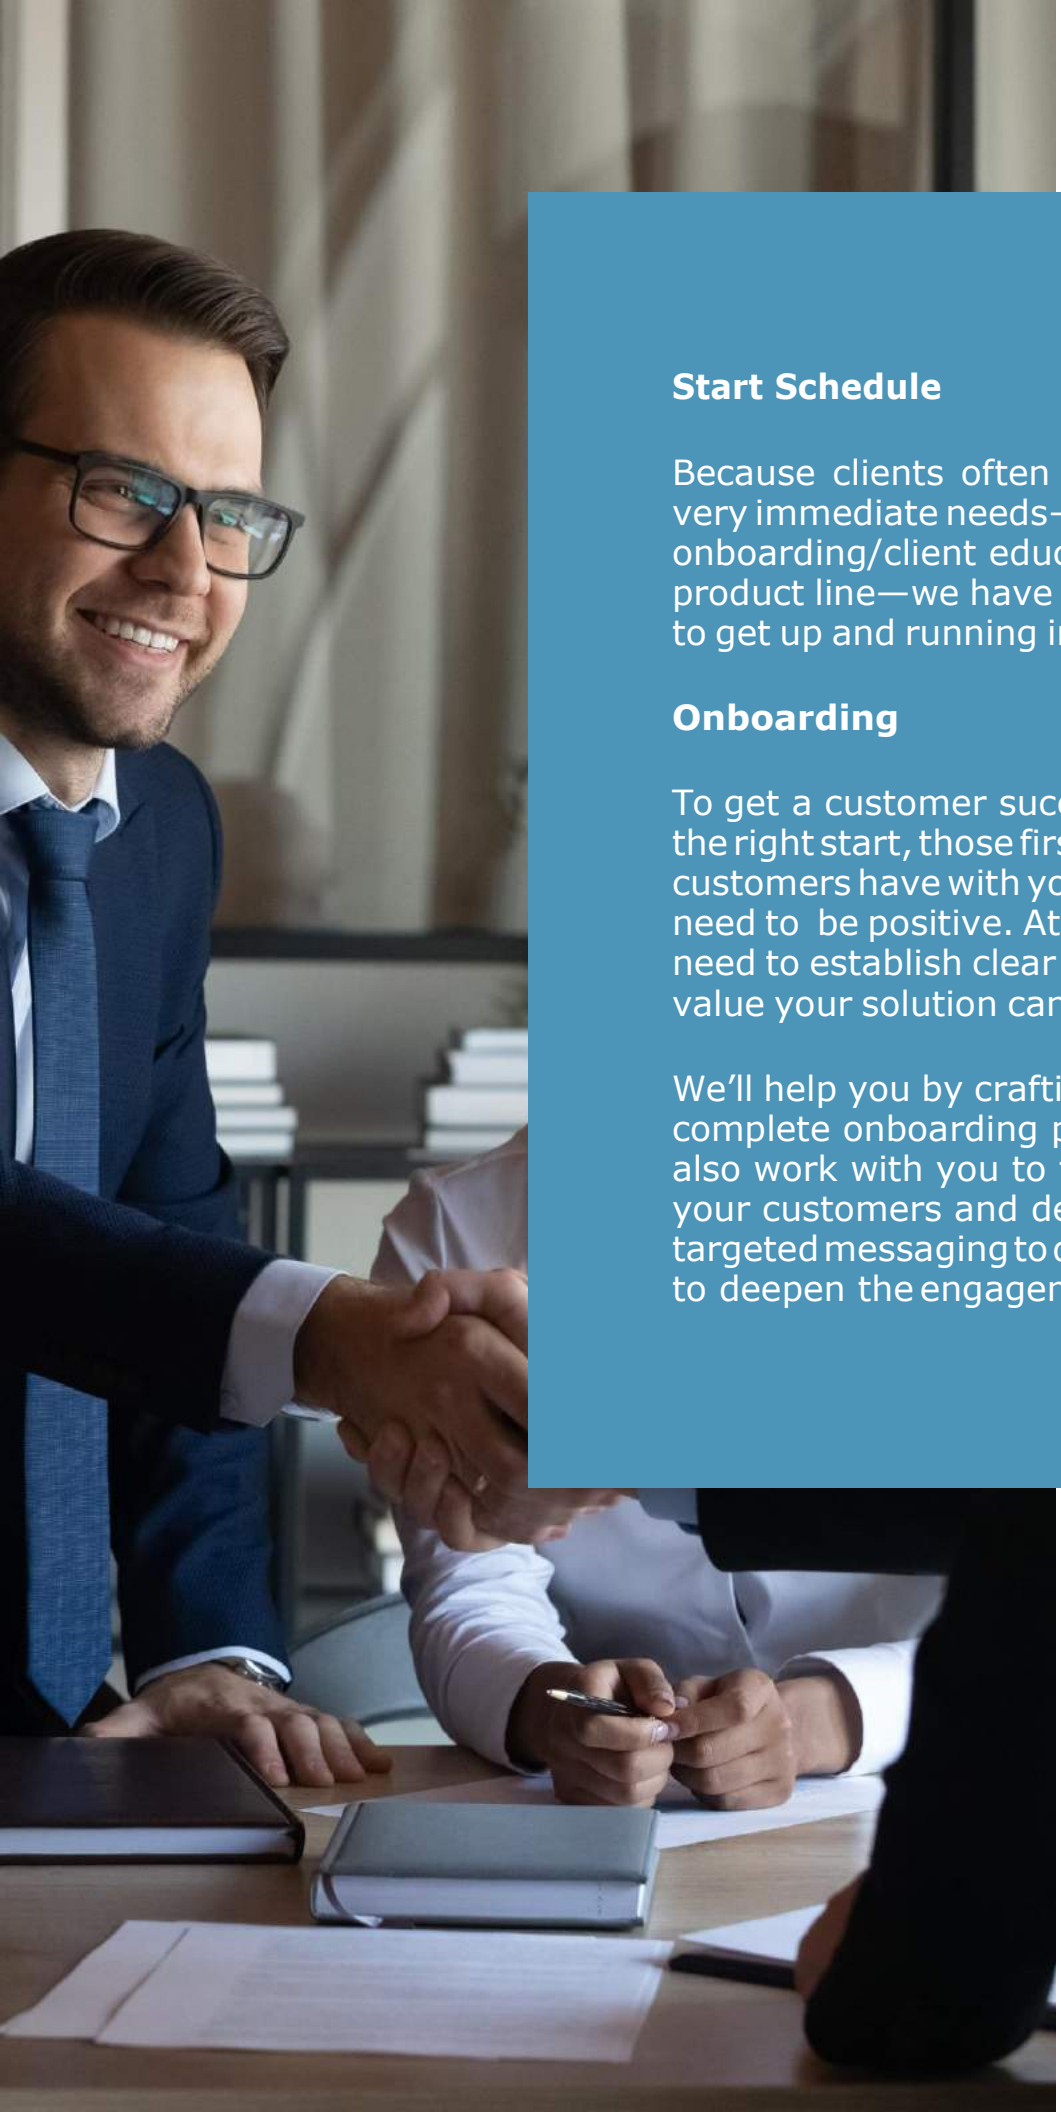 Start Schedule
Because clients often
very immediate needs-
onboarding/client educ
product line—we have
to get up and running i
Onboarding
To get a customer succ
the right start, those firs
customers have with yo
need to be positive. At
need to establish clear
value your solution can
We’ll help you by crafti
complete onboarding p
also work with you to
your customers and de
targeted messaging to
to deepen the engagem